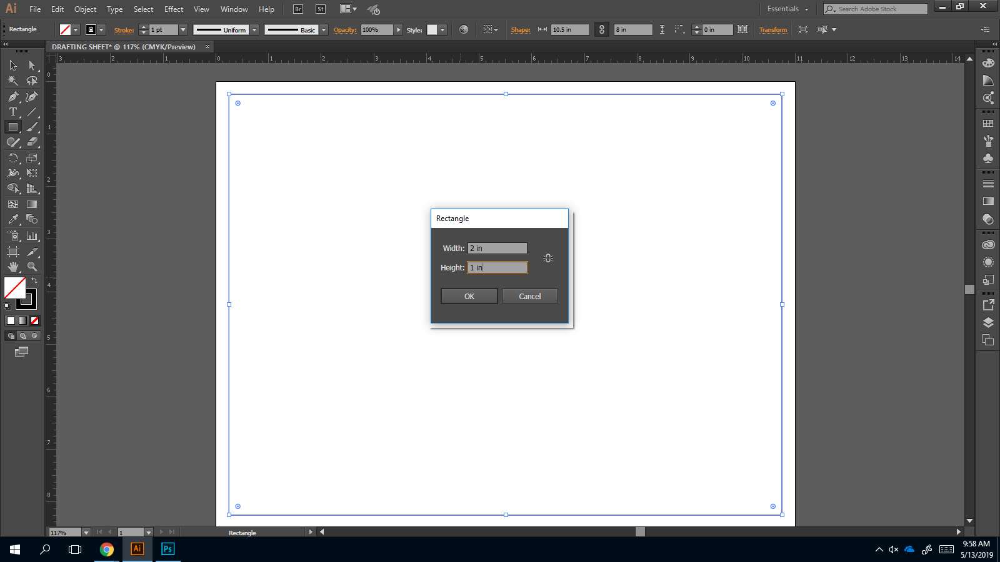 Ai File Edit Object Type Select Effect View Window Help Br St Essentials Search Adobe Stock
Rectangle Stroke: 1 pt Uniform Basic Opacity: 100% Style: Shape: 10.5 in 8 in 0 in Transform
DRAFTING SHEET* @ 117% (CMYK/Preview) ×
3 2 1 0 1 2 3 4 5 6 7 8 9 10 11 12 13 14
0
1
2
3
4
5
6
7
8
T
Rectangle
Width: 2 in
Height: 1 in
OK Cancel
117% 1 Rectangle
Ai Ps
9:58 AM
5/13/2019